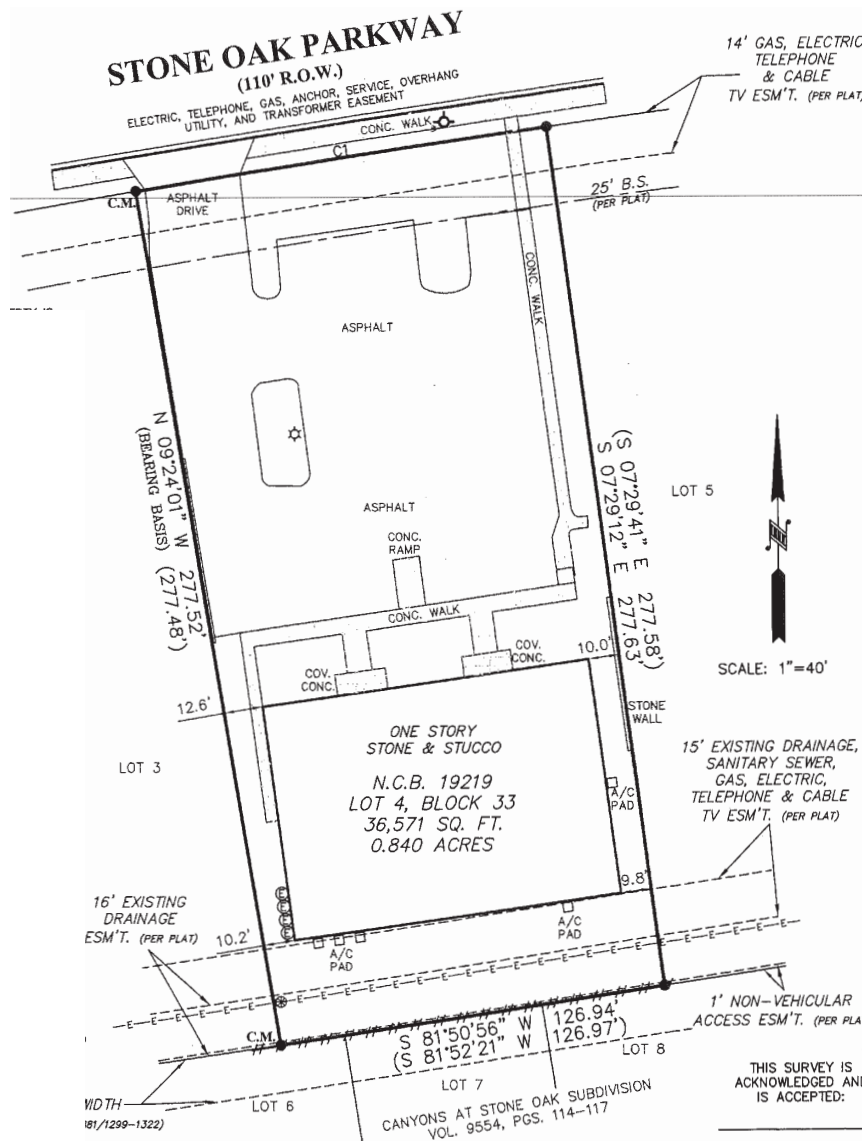 STONE OAK PARKWAY
(110' R.O.W.)
ELECTRIC, TELEPHONE, GAS, ANCHOR, SERVICE, OVERHANG
UTILITY, AND TRANSFORMER EASEMENT
14' GAS, ELECTRIC
TELEPHONE
& CABLE
TV ESM'T. (PER PLAT)
CONC. WALK
C1
C.M.
ASPHALT
DRIVE
25' B.S.
(PER PLAT)
CONC. WALK
ASPHALT
N 09°24'01" W 277.52'
(BEARING BASIS) (277.48')
(S 07°29'41" E 277.58')
S 07°29'12" E 277.63'
LOT 5
ASPHALT
CONC.
RAMP
CONC. WALK
SCALE: 1"=40'
COV.
CONC.
COV.
CONC.
10.0'
12.6'
STONE
WALL
LOT 3
ONE STORY
STONE & STUCCO
N.C.B. 19219
LOT 4, BLOCK 33
36,571 SQ. FT.
0.840 ACRES
15' EXISTING DRAINAGE,
SANITARY SEWER,
GAS, ELECTRIC,
TELEPHONE & CABLE
TV ESM'T. (PER PLAT)
A/C
PAD
9.8'
16' EXISTING
DRAINAGE
ESM'T. (PER PLAT)
E
E
E
E
10.2'
A/C
PAD
A/C
PAD
E E E E E E E E E E E E E E E E
1' NON-VEHICULAR
ACCESS ESM'T. (PER PLA
C.M.
S 81°50'56" W 126.94'
(S 81°52'21" W 126.97')
LOT 8
LOT 7
LOT 6
WIDTH
81/1299-1322)
CANYONS AT STONE OAK SUBDIVISION
VOL. 9554, PGS. 114-117
THIS SURVEY IS
ACKNOWLEDGED AND
IS ACCEPTED: